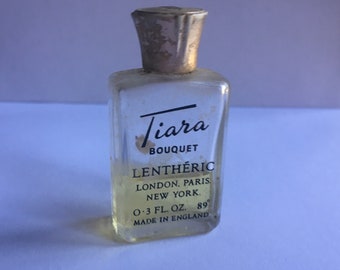 Tiara
BOUQUET
LENTHÉRIC
LONDON, PARIS,
NEW YORK.
0·3 FL. OZ. 89°
MADE IN ENGLAND